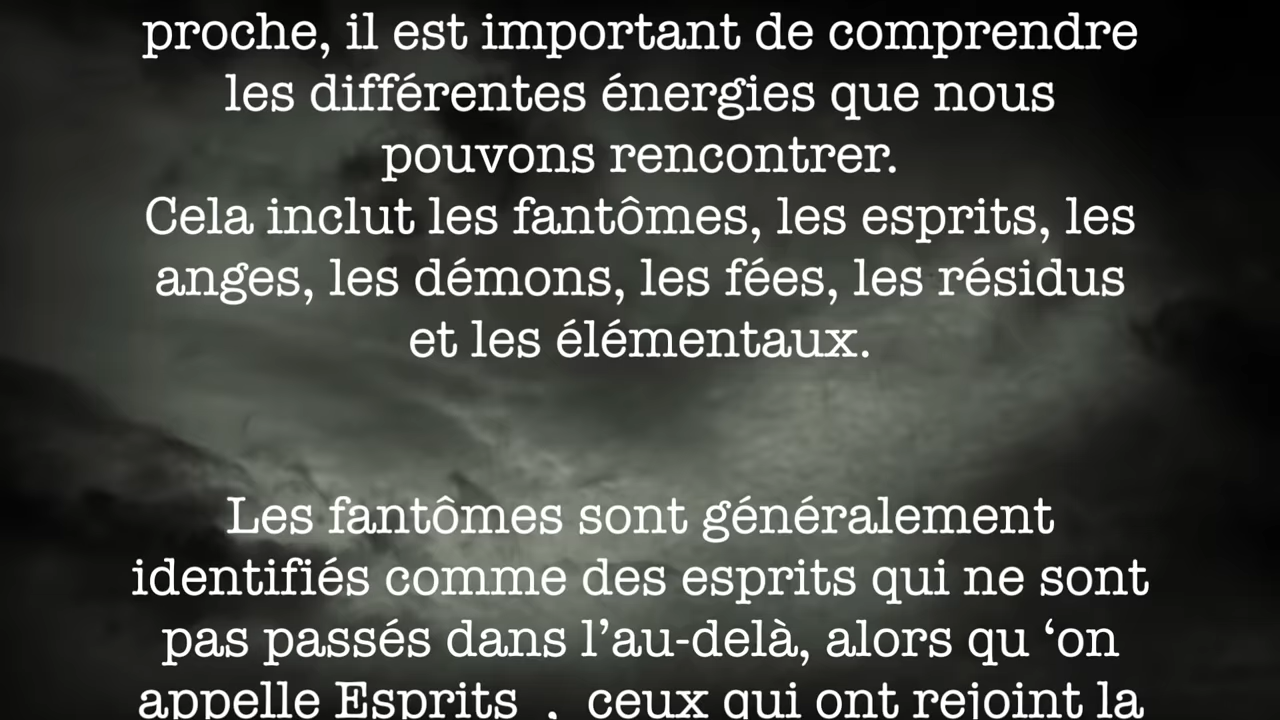 proche, il est important de comprendre
les différentes énergies que nous
pouvons rencontrer.
Cela inclut les fantômes, les esprits, les
anges, les démons, les fées, les résidus
et les élémentaux.
Les fantômes sont généralement
identifiés comme des esprits qui ne sont
pas passés dans l’au-delà, alors qu ‘on
appelle Esprits  ,  ceux qui ont rejoint la